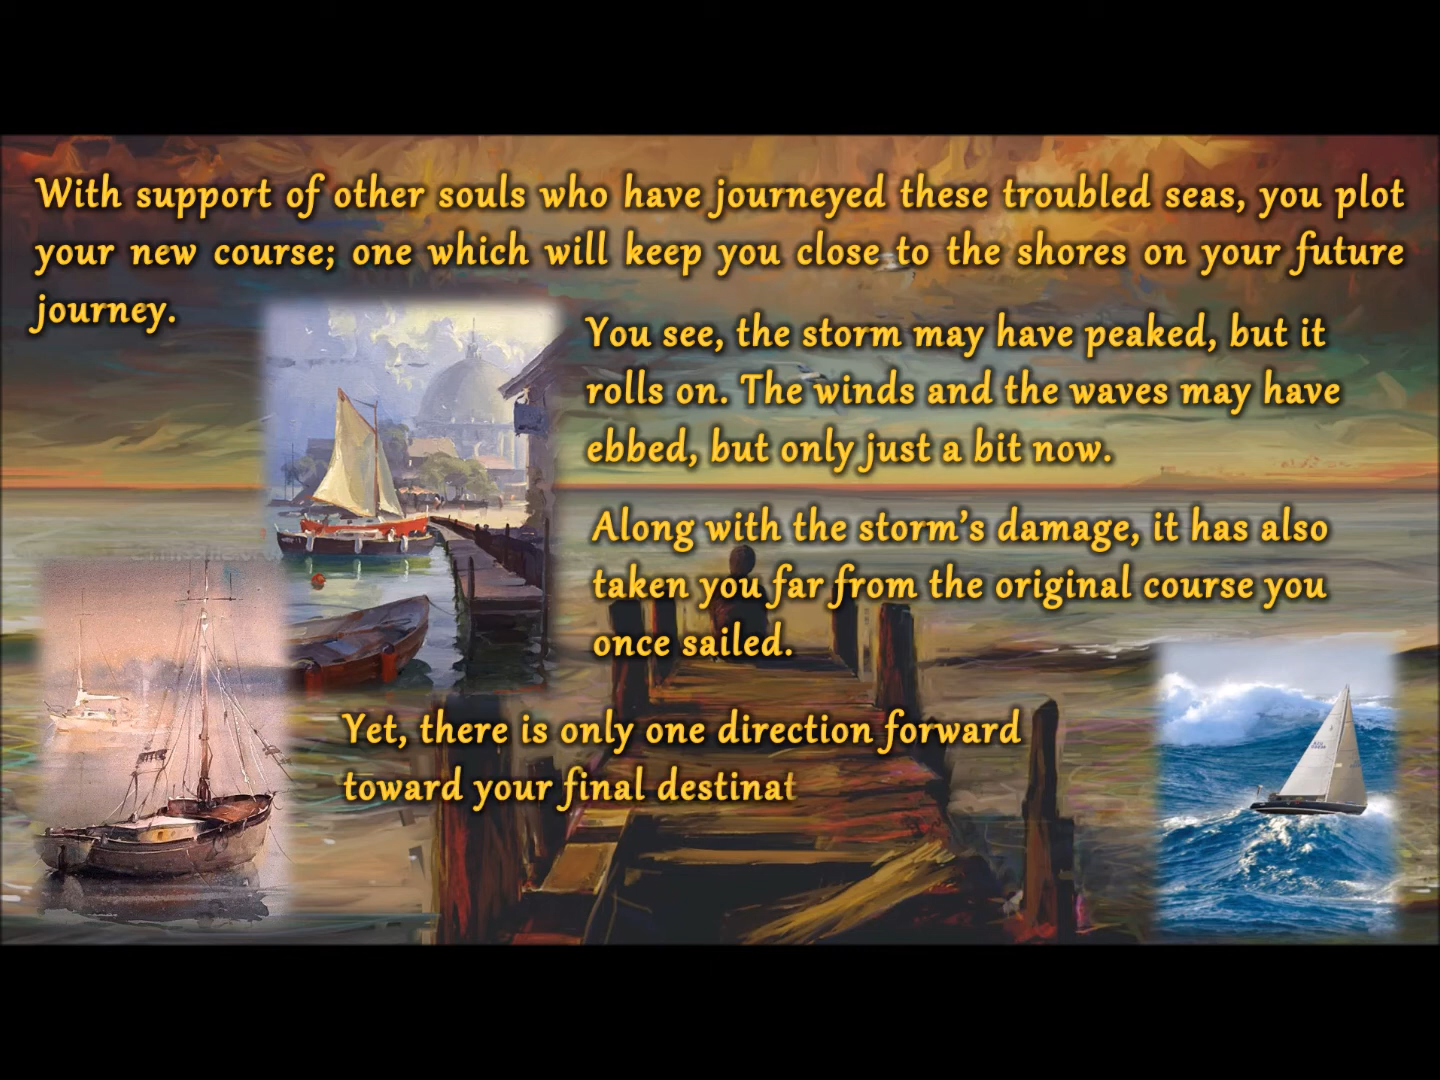 With support of other souls who have journeyed these troubled seas, you plot
your new course; one which will keep you close to the shores on your future
journey.
You see, the storm may have peaked, but it
rolls on. The winds and the waves may have
ebbed, but only just a bit now.
Along with the storm’s damage, it has also
taken you far from the original course you
once sailed.
Yet, there is only one direction forward
toward your final destinat